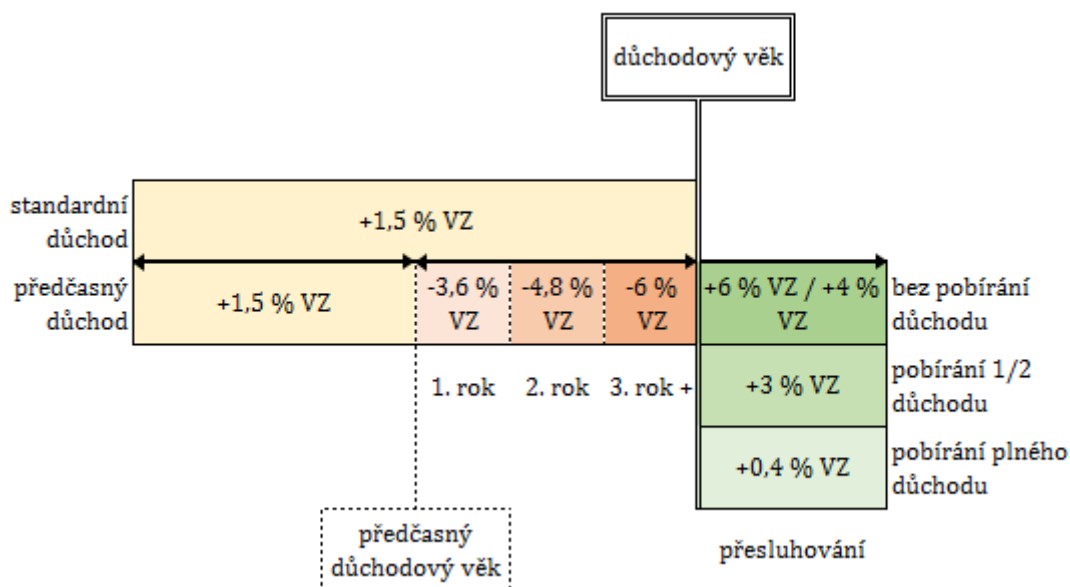 důchodový věk
standardní
důchod
+1,5 % VZ
předčasný
důchod
+1,5 % VZ
-3,6 %
VZ
-4,8 %
VZ
-6 %
VZ
+6 % VZ / +4 %
VZ
bez pobírání
důchodu
1. rok
2. rok
3. rok +
+3 % VZ
pobírání 1/2
důchodu
+0,4 % VZ
pobírání plného
důchodu
předčasný
důchodový věk
přesluhování